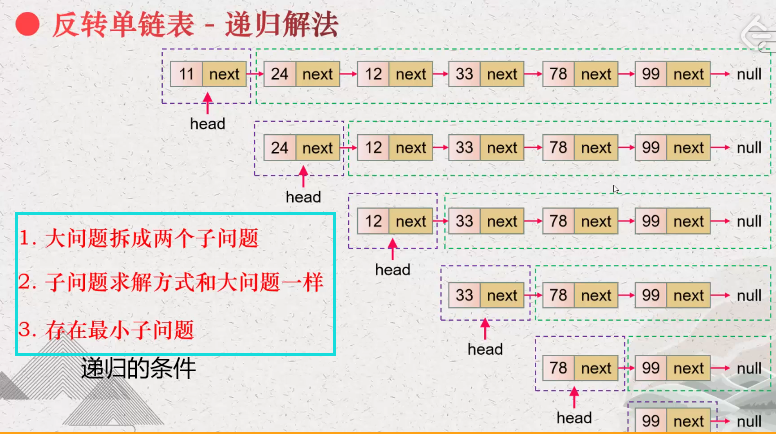 反转单链表 - 递归解法
11 next 24 next 12 next 33 next 78 next 99 next null
head
24 next 12 next 33 next 78 next 99 next null
head
12 next 33 next 78 next 99 next null
head
1. 大问题拆成两个子问题
2. 子问题求解方式和大问题一样
3. 存在最小子问题
递归的条件
33 next 78 next 99 next null
head
78 next 99 next null
head
99 next null